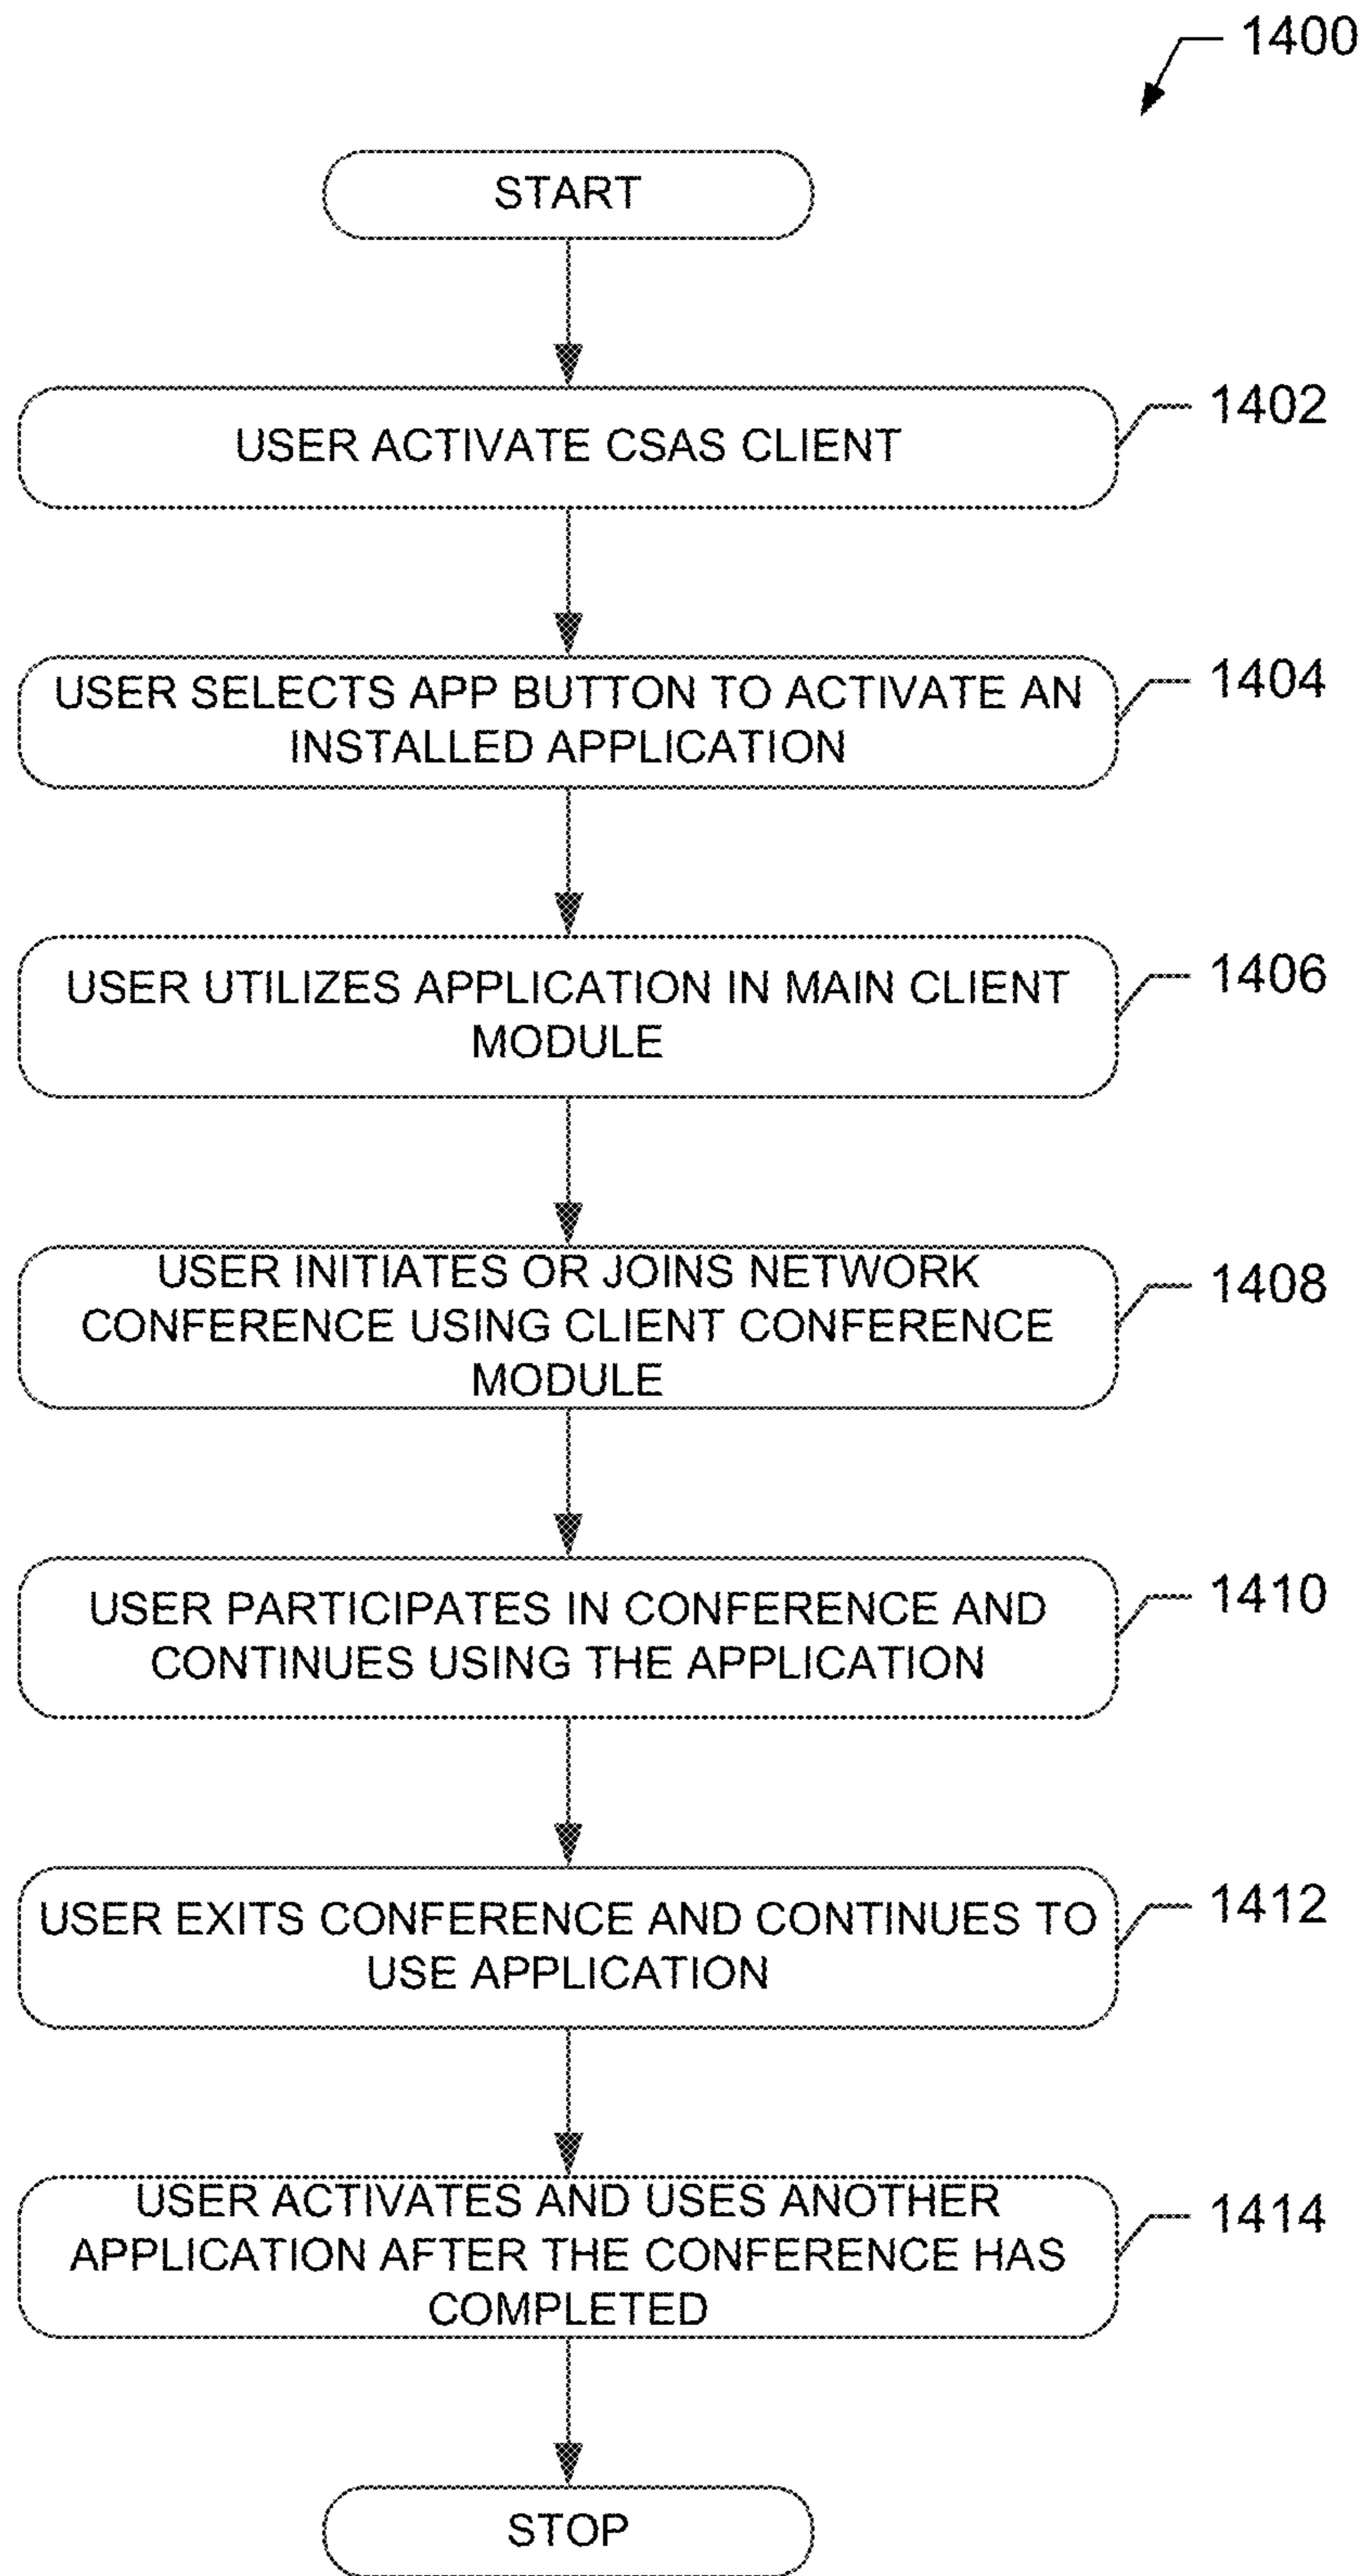 1400
START
USER ACTIVATE CSAS CLIENT
1402
USER SELECTS APP BUTTON TO ACTIVATE AN
INSTALLED APPLICATION
1404
USER UTILIZES APPLICATION IN MAIN CLIENT
MODULE
1406
USER INITIATES OR JOINS NETWORK
CONFERENCE USING CLIENT CONFERENCE
MODULE
1408
USER PARTICIPATES IN CONFERENCE AND
CONTINUES USING THE APPLICATION
1410
USER EXITS CONFERENCE AND CONTINUES TO
USE APPLICATION
1412
USER ACTIVATES AND USES ANOTHER
APPLICATION AFTER THE CONFERENCE HAS
COMPLETED
1414
STOP